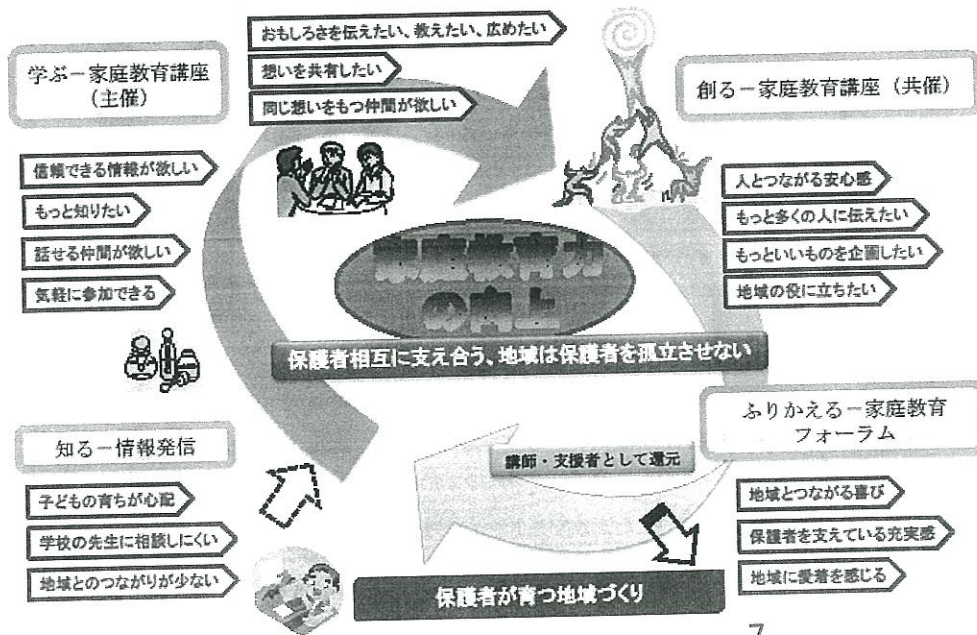 おもしろさを伝えたい、教えたい、広めたい
想いを共有したい
同じ想いをもつ仲間が欲しい
学ぶー家庭教育講座
（主催）
信頼できる情報が欲しい
もっと知りたい
話せる仲間が欲しい
気軽に参加できる
創るー家庭教育講座（共催）
人とつながる安心感
もっと多くの人に伝えたい
もっといいものを企画したい
地域の役に立ちたい
家庭教育力
の向上
保護者相互に支え合う、地域は保護者を孤立させない
知るー情報発信
子どもの育ちが心配
学校の先生に相談しにくい
地域とのつながりが少ない
ふりかえるー家庭教育
フォーラム
講師・支援者として還元
地域とつながる喜び
保護者を支えている充実感
地域に愛着を感じる
保護者が育つ地域づくり
7